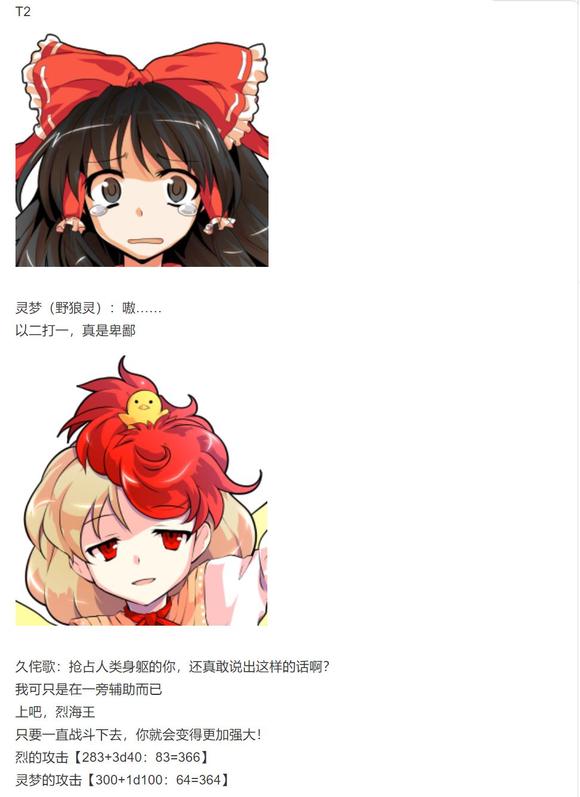 T2
灵梦（野狼灵）：嗷……
以二打一，真是卑鄙
久侘歌：抢占人类身躯的你，还真敢说出这样的话啊？
我可只是在一旁辅助而已
上吧，烈海王
只要一直战斗下去，你就会变得更加强大！
烈的攻击【283+3d40：83=366】
灵梦的攻击【300+1d100：64=364】